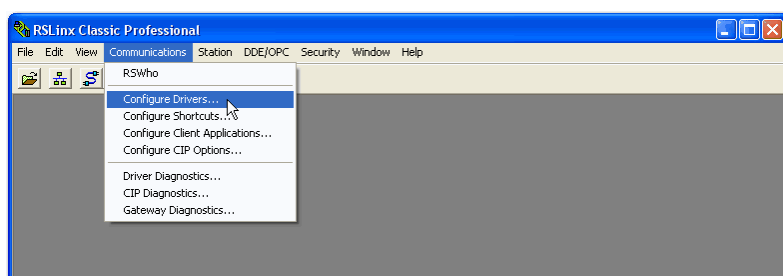 RSLinx Classic Professional
File Edit View Communications Station DDE/OPC Security Window Help
RSWho
Configure Drivers...
Configure Shortcuts...
Configure Client Applications...
Configure CIP Options...
Driver Diagnostics...
CIP Diagnostics...
Gateway Diagnostics...